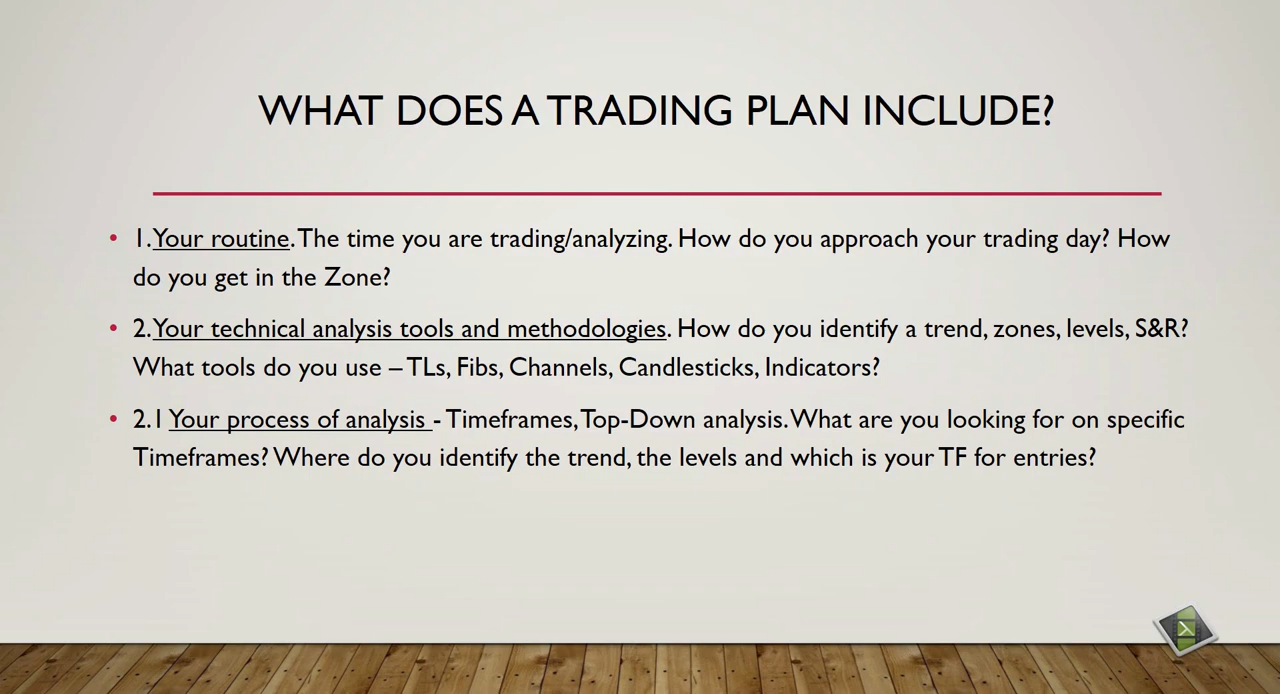 WHAT DOES A TRADING PLAN INCLUDE?
• 1.Your routine. The time you are trading/analyzing. How do you approach your trading day? How
do you get in the Zone?
• 2.Your technical analysis tools and methodologies. How do you identify a trend, zones, levels, S&R?
What tools do you use – TLs, Fibs, Channels, Candlesticks, Indicators?
• 2.1 Your process of analysis - Timeframes, Top-Down analysis. What are you looking for on specific
Timeframes? Where do you identify the trend, the levels and which is your TF for entries?